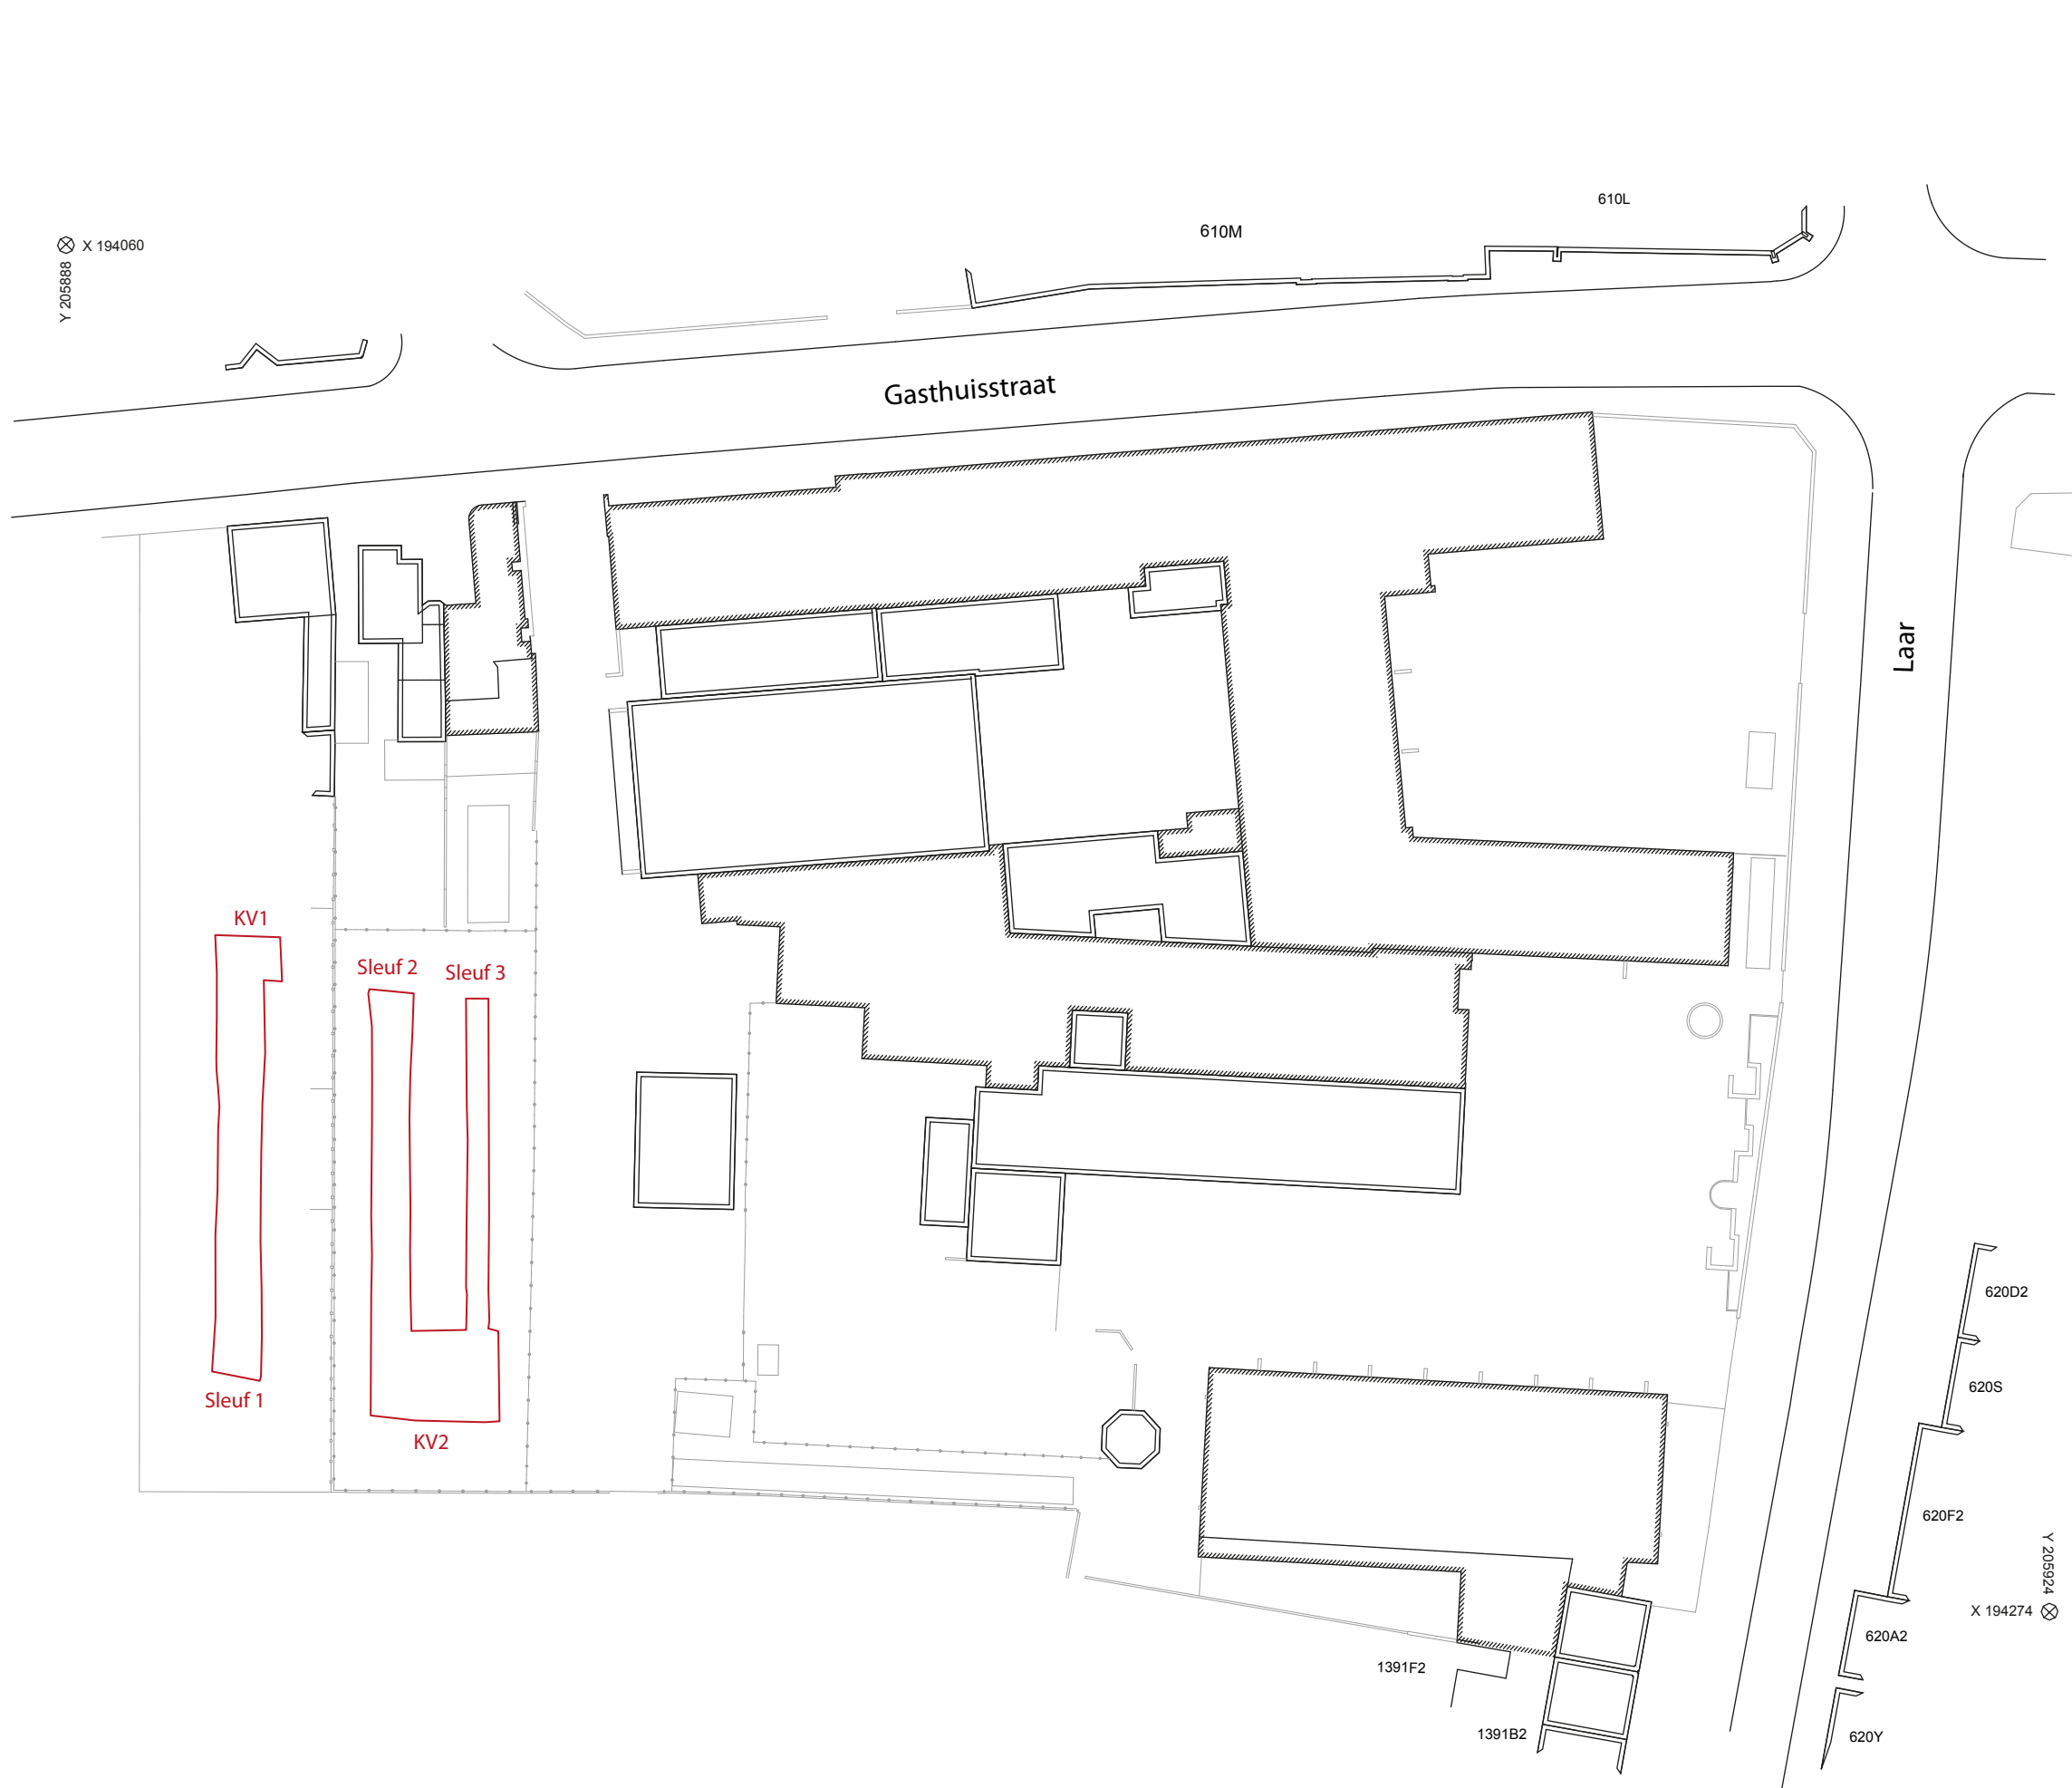 610L
610M
X 194060
Y 205888
Gasthuisstraat
Laar
KV1
Sleuf 2
Sleuf 3
Sleuf 1
KV2
620D2
620S
620F2
Y 205924
X 194274
620A2
1391F2
1391B2
620Y